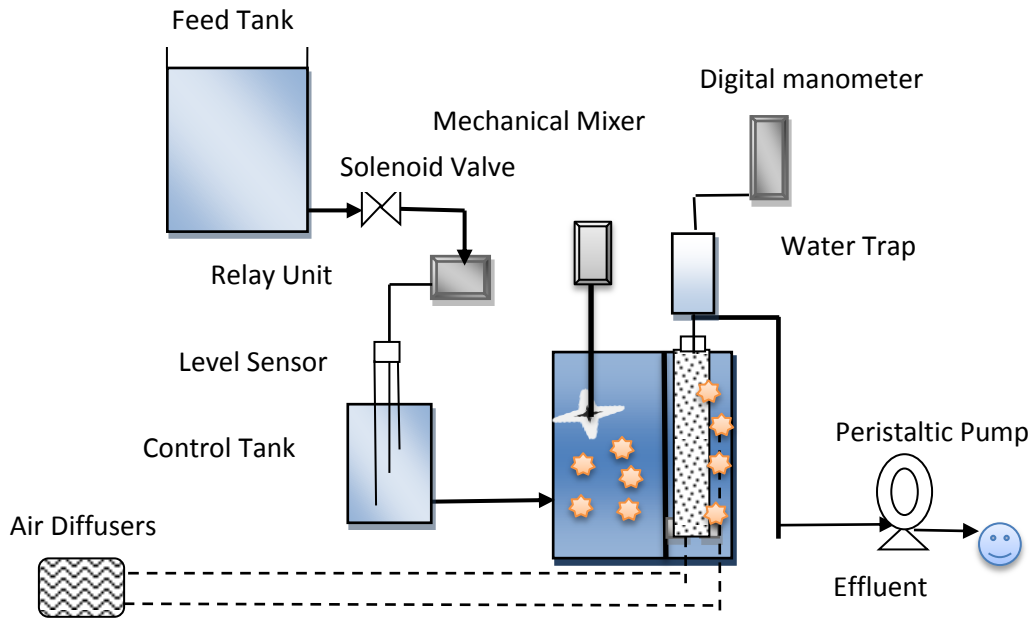 Feed Tank
Digital manometer
Mechanical Mixer
Solenoid Valve
Water Trap
Relay Unit
Level Sensor
Control Tank
Peristaltic Pump
Air Diffusers
Effluent